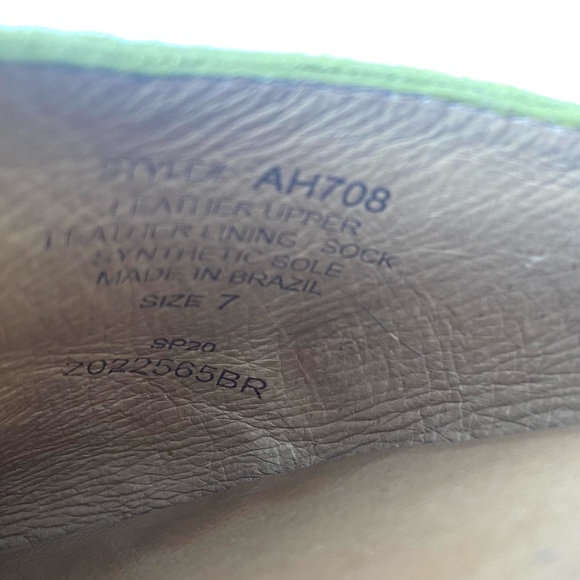 STYLE#: AH708
LEATHER UPPER
LEATHER LINING, SOCK
SYNTHETIC SOLE
MADE IN BRAZIL
SIZE 7
SP20
Z022565BR